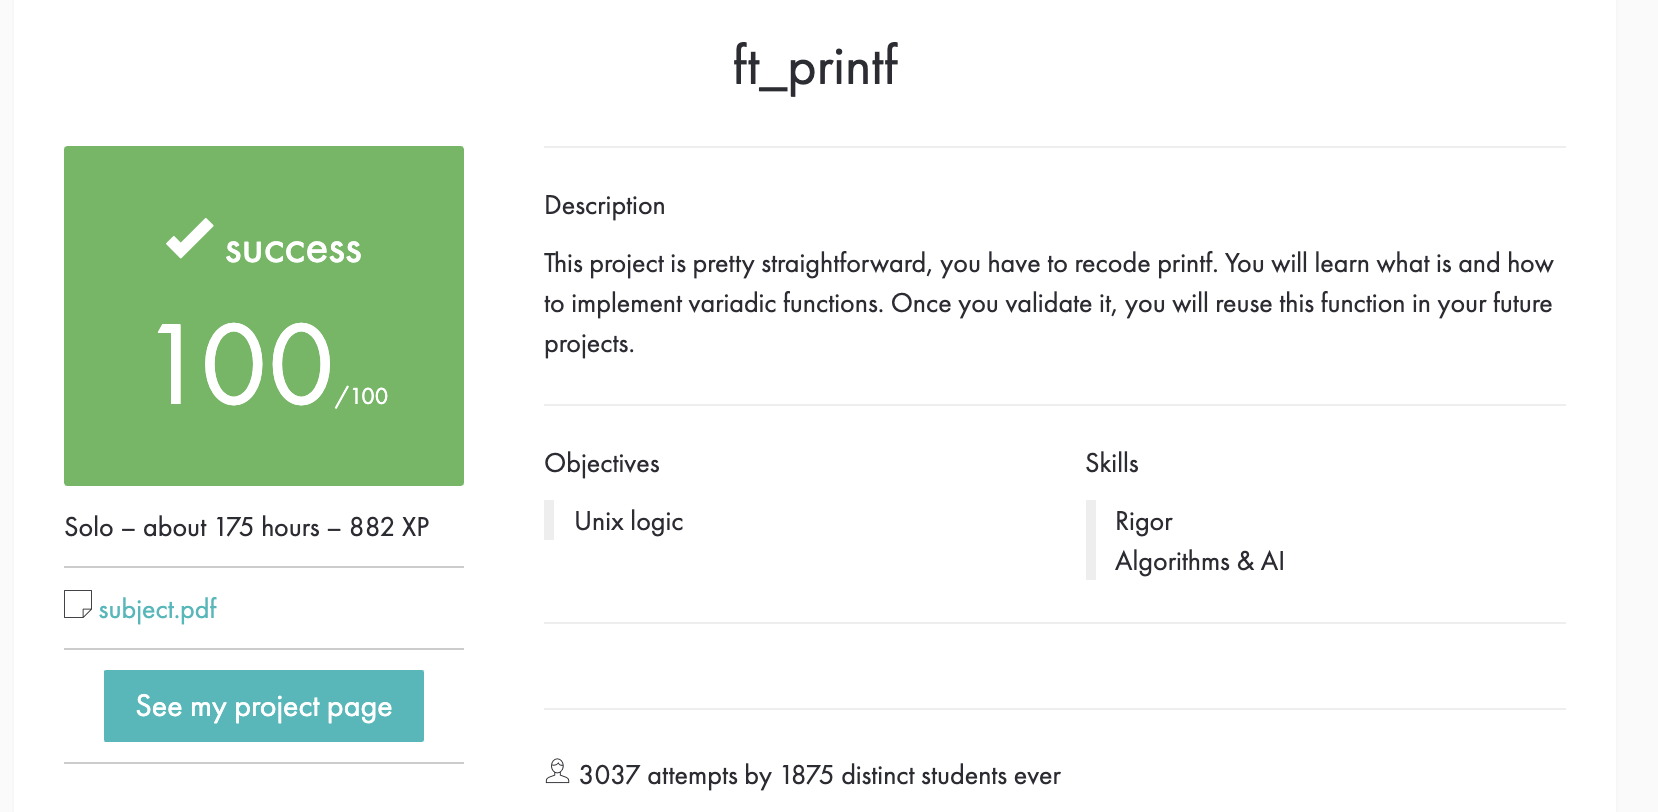 ft_printf
success
100/100
Solo – about 175 hours – 882 XP
subject.pdf
See my project page
Description
This project is pretty straightforward, you have to recode printf. You will learn what is and how
to implement variadic functions. Once you validate it, you will reuse this function in your future
projects.
Objectives
Unix logic
Skills
Rigor
Algorithms & AI
3037 attempts by 1875 distinct students ever